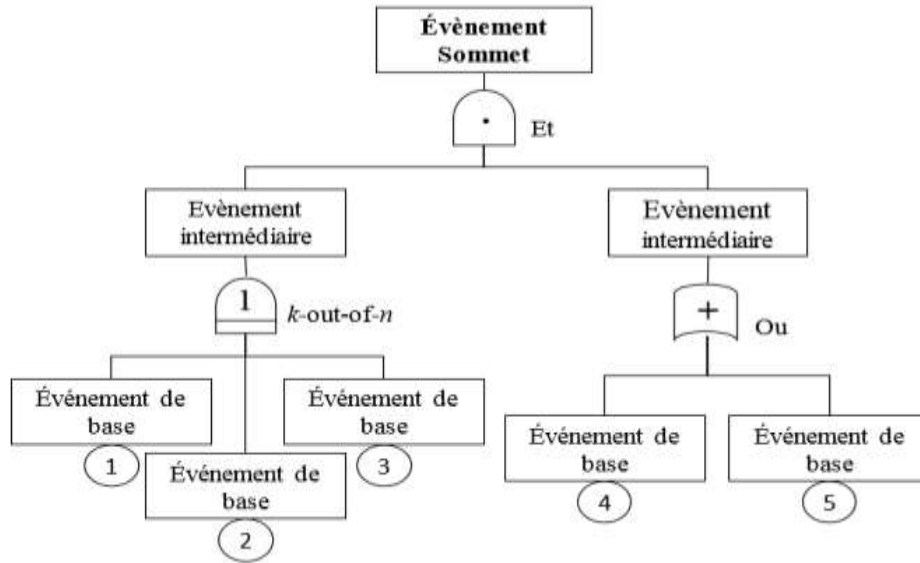 Évènement
Sommet
Et
Evènement
intermédiaire
Evènement
intermédiaire
1
k-out-of-n
+
Ou
Événement de
base
1
Événement de
base
2
Événement de
base
3
Événement de
base
4
Événement de
base
5